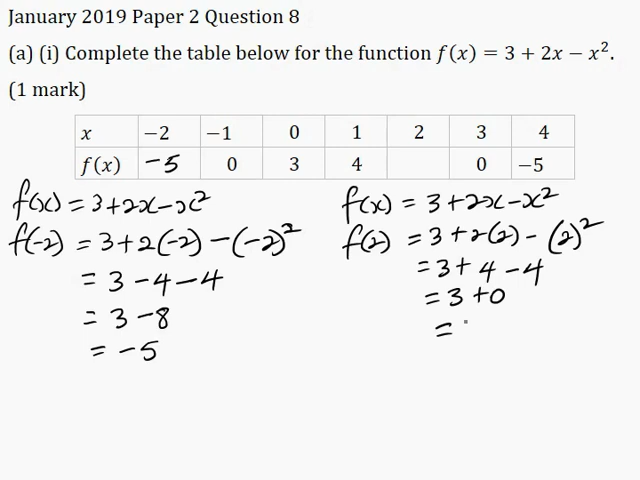 January 2019 Paper 2 Question 8
(a) (i) Complete the table below for the function f(x) = 3 + 2x − x².
(1 mark)
x −2 −1 0 1 2 3 4
f(x) −5 0 3 4 0 −5
f(x) = 3+2x−x²
f(−2) = 3+2(−2) −(−2)²
= 3 −4 −4
= 3 −8
= −5
f(x) = 3+2x−x²
f(2) = 3+2(2) − (2)²
= 3+ 4 −4
= 3 +0
=